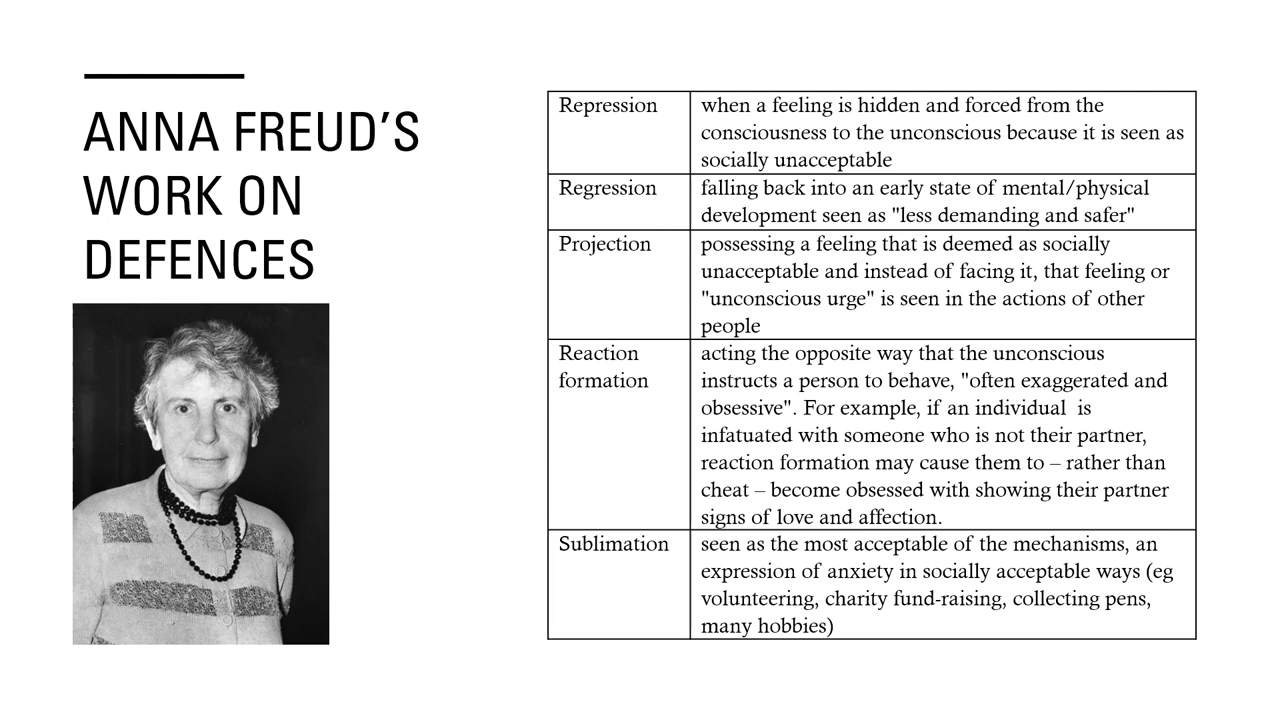 ANNA FREUD’S
WORK ON
DEFENCES
Repression
when a feeling is hidden and forced from the
consciousness to the unconscious because it is seen as
socially unacceptable
Regression
falling back into an early state of mental/physical
development seen as "less demanding and safer"
Projection
possessing a feeling that is deemed as socially
unacceptable and instead of facing it, that feeling or
"unconscious urge" is seen in the actions of other
people
Reaction
formation
acting the opposite way that the unconscious
instructs a person to behave, "often exaggerated and
obsessive". For example, if an individual  is
infatuated with someone who is not their partner,
reaction formation may cause them to – rather than
cheat – become obsessed with showing their partner
signs of love and affection.
Sublimation
seen as the most acceptable of the mechanisms, an
expression of anxiety in socially acceptable ways (eg
volunteering, charity fund-raising, collecting pens,
many hobbies)